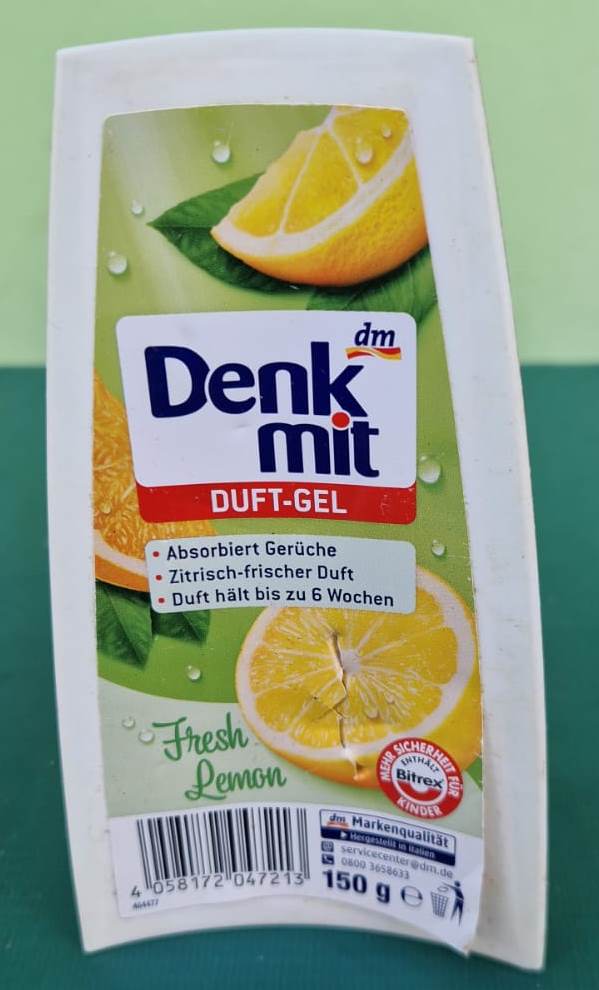 dm
Denk
mit
DUFT-GEL
• Absorbiert Gerüche
• Zitrisch-frischer Duft
• Duft hält bis zu 6 Wochen
Fresh
Lemon
MEHR SICHERHEIT FÜR
ENTHÄLT
Bitrex
KINDER
dm Markenqualität
Hergestellt in Italien
servicecenter@dm.de
0800 3658633
150 g ℮
4 058172 047213
464477